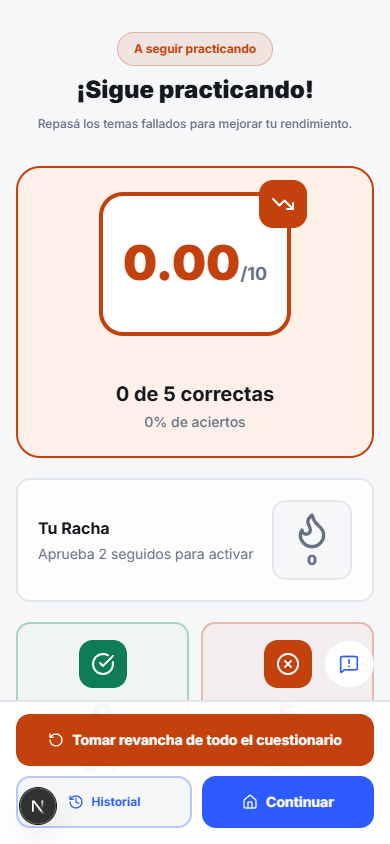 A seguir practicando
¡Sigue practicando!
Repasá los temas fallados para mejorar tu rendimiento.
0.00/10
0 de 5 correctas
0% de aciertos
Tu Racha
Aprueba 2 seguidos para activar
0
Tomar revancha de todo el cuestionario
N
Historial
Continuar